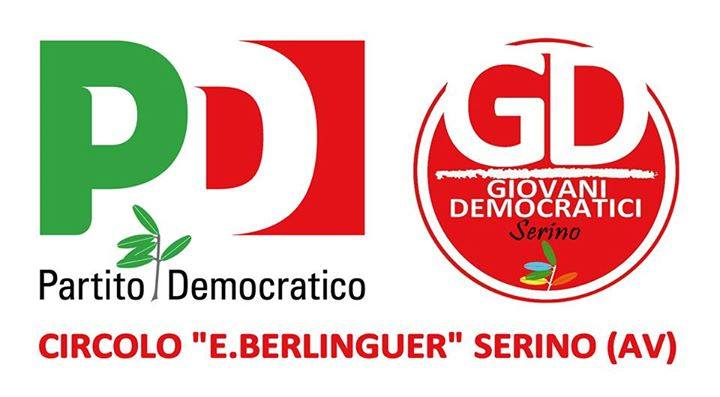 PD
Partito Democratico
GD
GIOVANI
DEMOCRATICI
Serino
CIRCOLO "E.BERLINGUER" SERINO (AV)